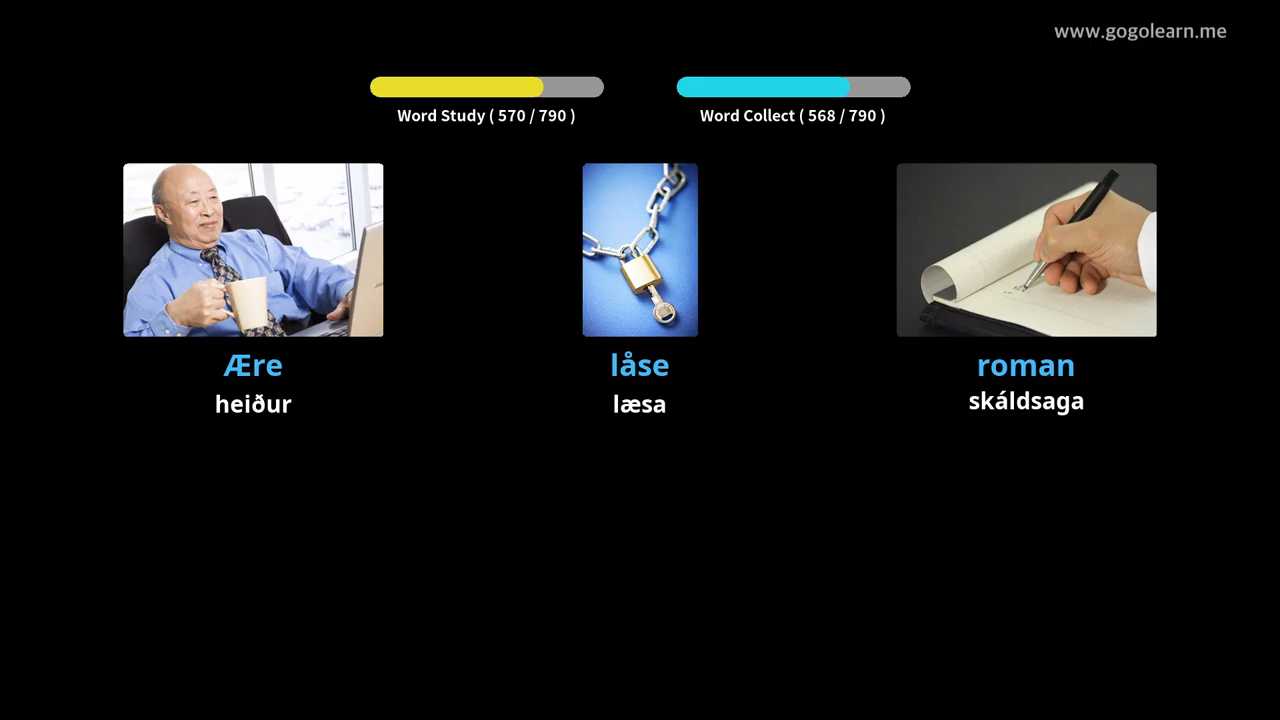 www.gogolearn.me
Word Study ( 570 / 790 )
Word Collect ( 568 / 790 )
Ære
låse
roman
heiður
læsa
skáldsaga